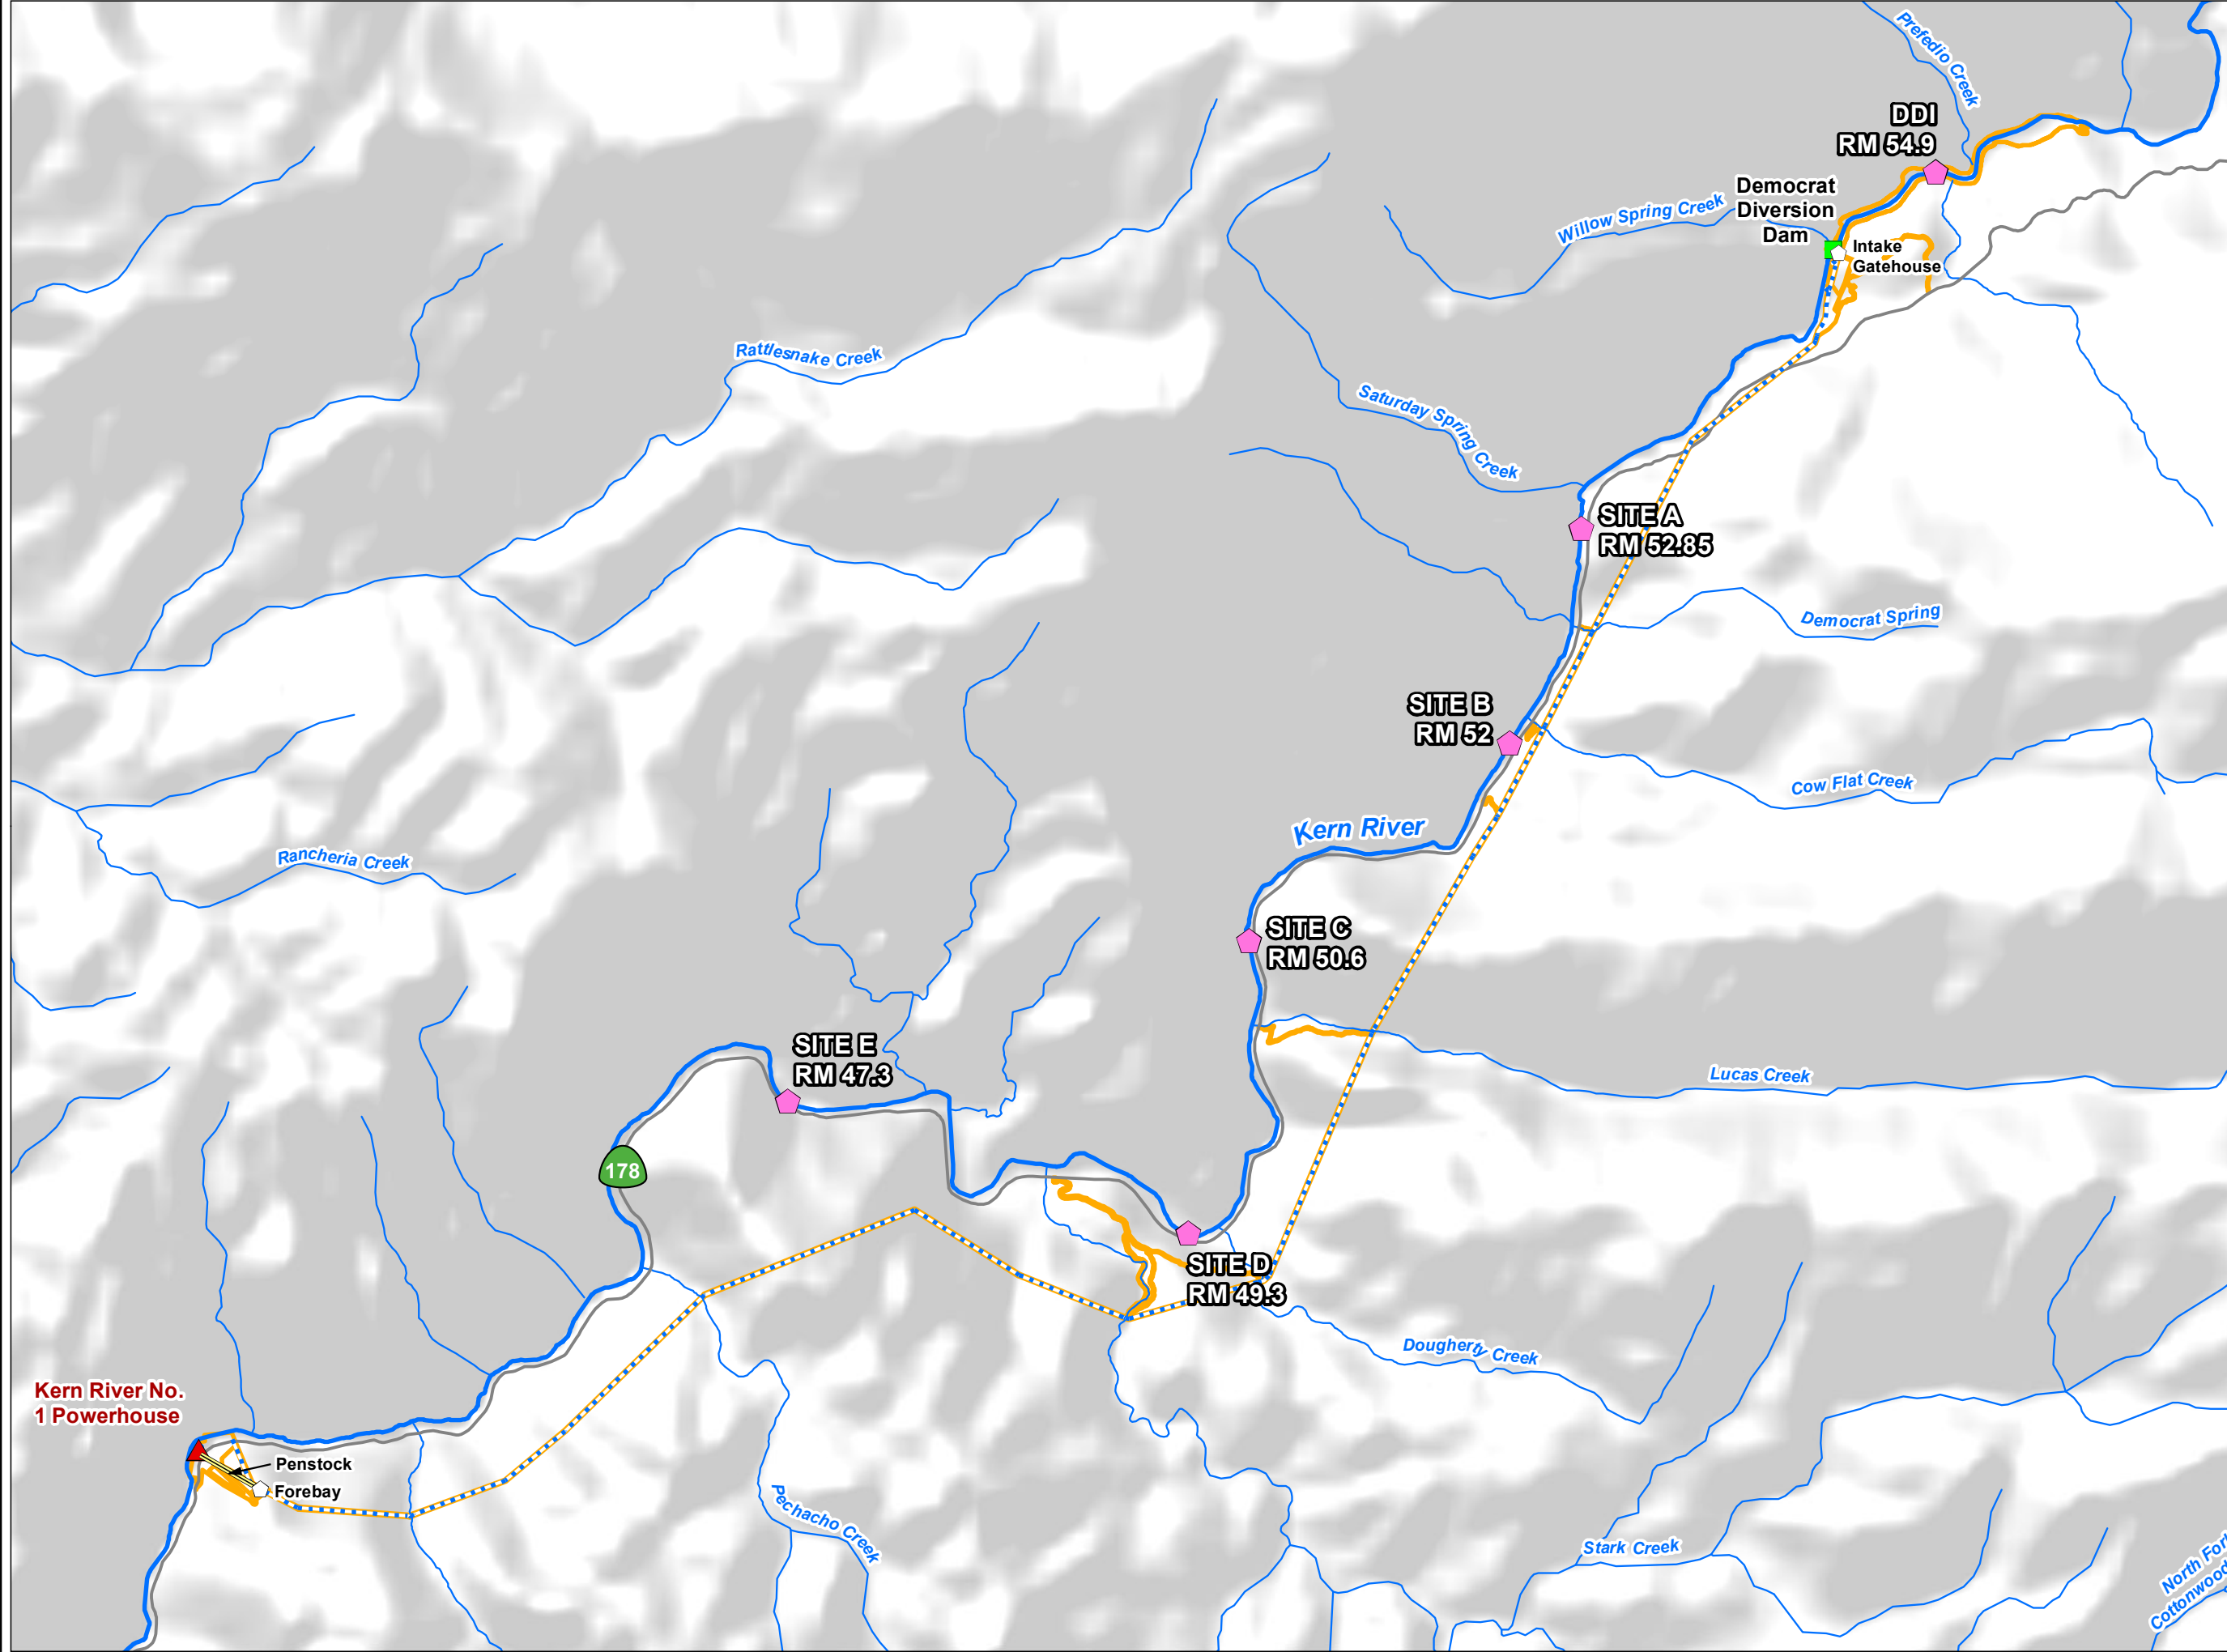 Prefedio Creek
DDI
RM 54.9
Democrat
Diversion
Dam
Willow Spring Creek
Intake
Gatehouse
Rattlesnake Creek
Saturday Spring Creek
SITE A
RM 52.85
Democrat Spring
SITE B
RM 52
Cow Flat Creek
Kern River
Rancheria Creek
SITE C
RM 50.6
SITE E
RM 47.3
Lucas Creek
178
SITE D
RM 49.3
Dougherty Creek
Kern River No.
1 Powerhouse
Penstock
Forebay
Pechacho Creek
Stark Creek
North Fork
Cottonwood